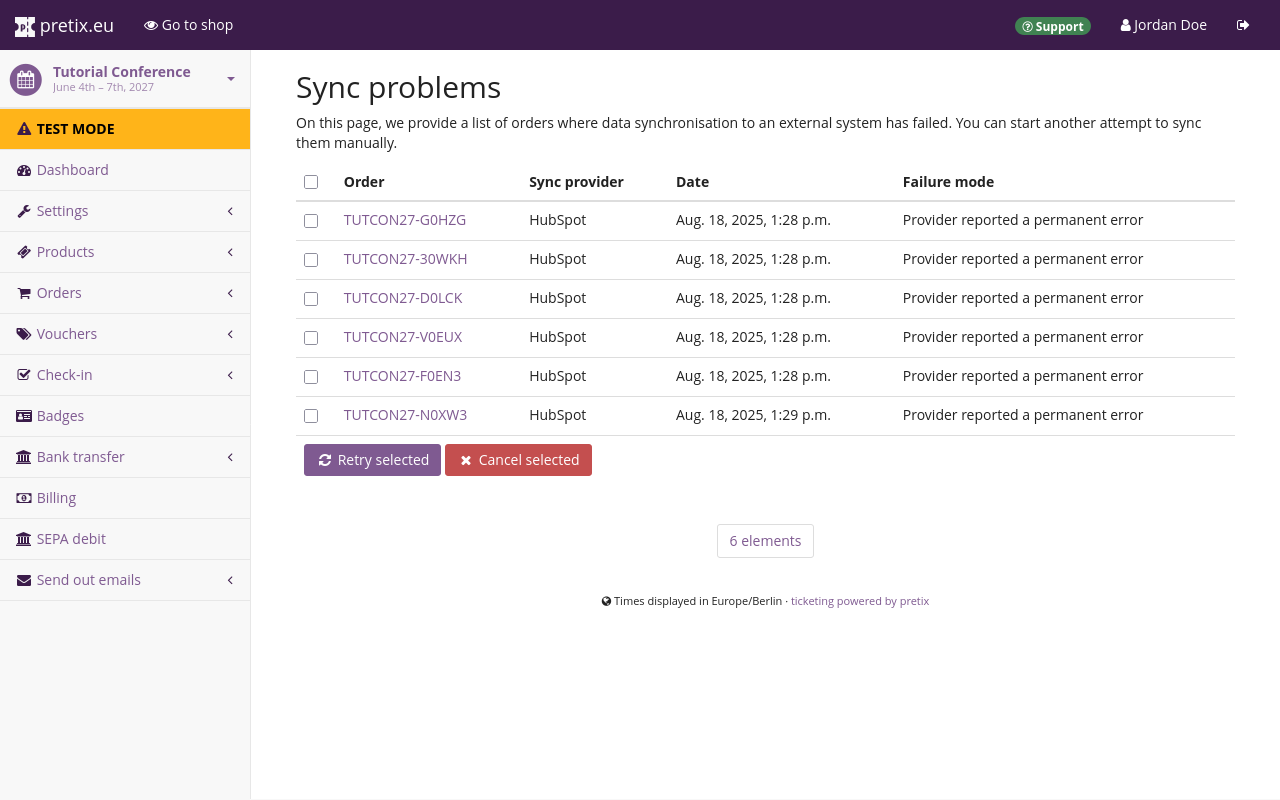 pretix.eu
Go to shop
Support
Jordan Doe
Tutorial Conference
June 4th – 7th, 2027
TEST MODE
Dashboard
Settings
Products
Orders
Vouchers
Check-in
Badges
Bank transfer
Billing
SEPA debit
Send out emails
Sync problems
On this page, we provide a list of orders where data synchronisation to an external system has failed. You can start another attempt to sync
them manually.
Order Sync provider Date Failure mode
TUTCON27-G0HZG HubSpot Aug. 18, 2025, 1:28 p.m. Provider reported a permanent error
TUTCON27-30WKH HubSpot Aug. 18, 2025, 1:28 p.m. Provider reported a permanent error
TUTCON27-D0LCK HubSpot Aug. 18, 2025, 1:28 p.m. Provider reported a permanent error
TUTCON27-V0EUX HubSpot Aug. 18, 2025, 1:28 p.m. Provider reported a permanent error
TUTCON27-F0EN3 HubSpot Aug. 18, 2025, 1:28 p.m. Provider reported a permanent error
TUTCON27-N0XW3 HubSpot Aug. 18, 2025, 1:29 p.m. Provider reported a permanent error
Retry selected Cancel selected
6 elements
Times displayed in Europe/Berlin · ticketing powered by pretix